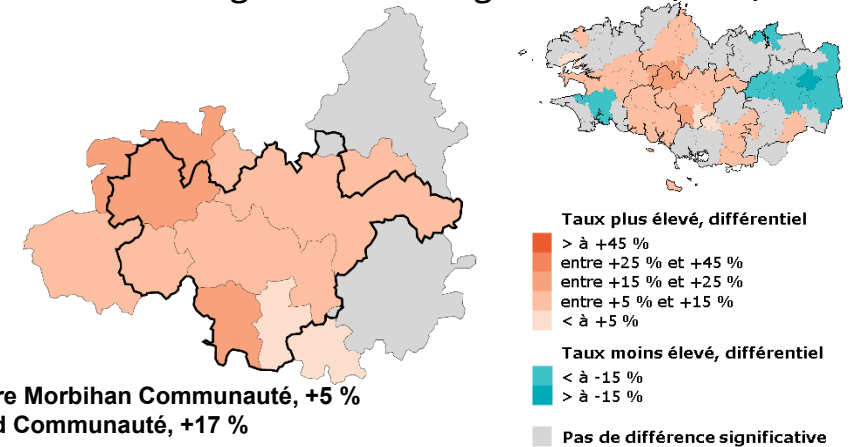 re Morbihan Communauté, +5 %
d Communauté, +17 %
Taux plus élevé, différentiel
> à +45 %
entre +25 % et +45 %
entre +15 % et +25 %
entre +5 % et +15 %
< à +5 %
Taux moins élevé, différentiel
< à -15 %
> à -15 %
Pas de différence significative